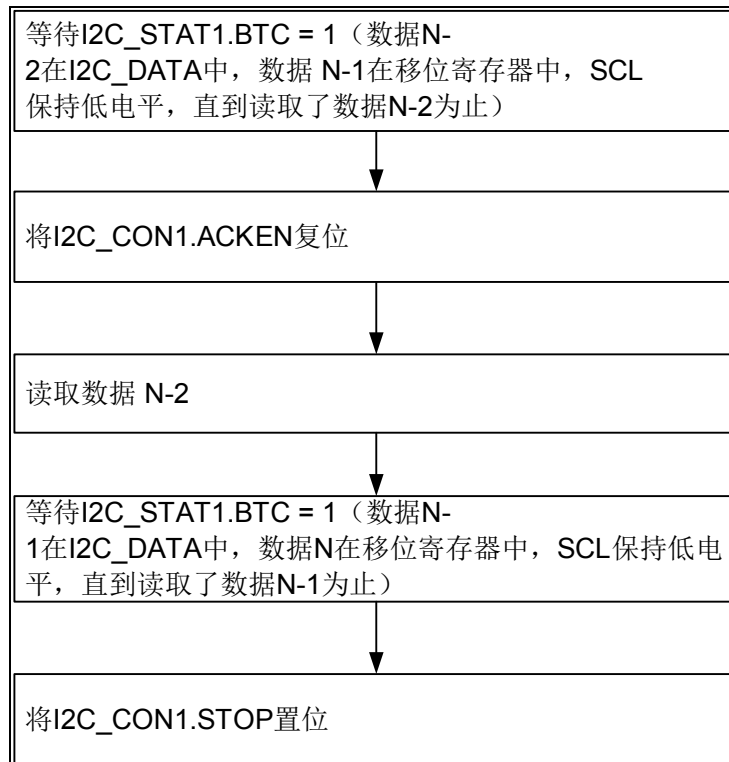 等待I2C_STAT1.BTC = 1（数据N-
2在I2C_DATA中，数据 N-1在移位寄存器中，SCL
保持低电平，直到读取了数据N-2为止）
将I2C_CON1.ACKEN复位
读取数据 N-2
等待I2C_STAT1.BTC = 1（数据N-
1在I2C_DATA中，数据N在移位寄存器中，SCL保持低电
平，直到读取了数据N-1为止）
将I2C_CON1.STOP置位